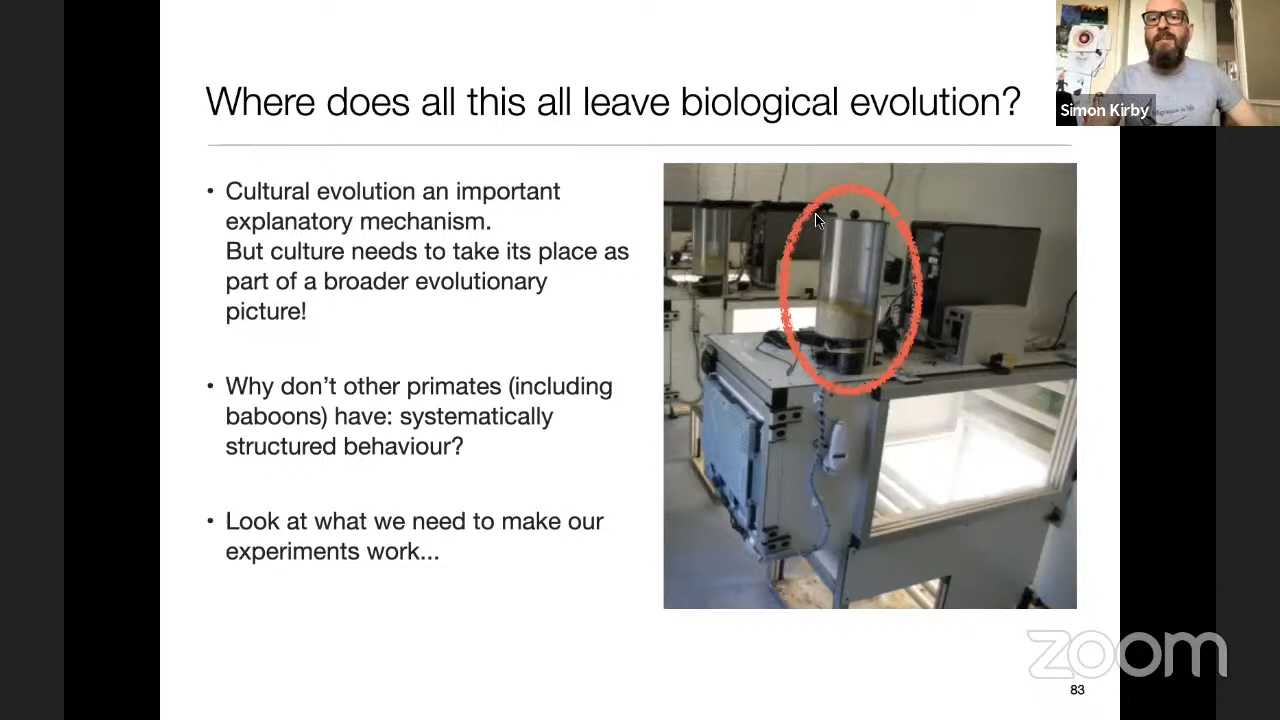 Where does all this all leave biological evolution?
Simon Kirby
• Cultural evolution an important
explanatory mechanism.
But culture needs to take its place as
part of a broader evolutionary
picture!
• Why don't other primates (including
baboons) have: systematically
structured behaviour?
• Look at what we need to make our
experiments work...
zoom
83